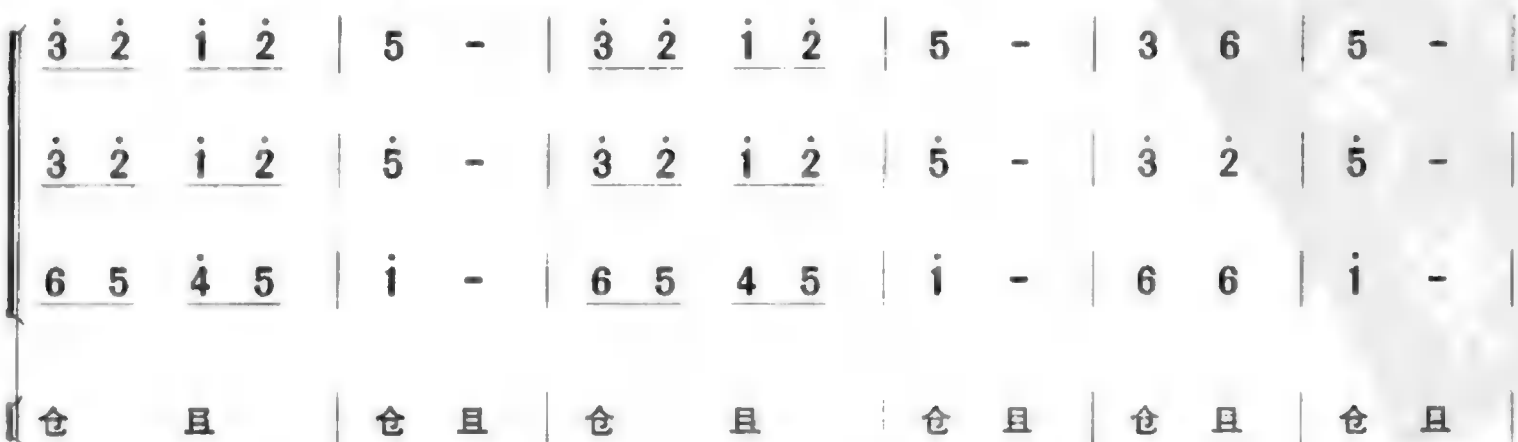 3̇ 2̇ 1̇ 2̇ | 5 - | 3̇ 2̇ 1̇ 2̇ | 5 - | 3 6 | 5 - |
3̇ 2̇ 1̇ 2̇ | 5̇ - | 3̇ 2̇ 1̇ 2̇ | 5̇ - | 3̇ 2̇ | 5̇ - |
6 5 4̇ 5 | 1̇ - | 6 5 4 5 | 1̇ - | 6 6 | 1̇ - |
仓 且 | 仓 且 | 仓 且 | 仓 且 | 仓 且 | 仓 且 |